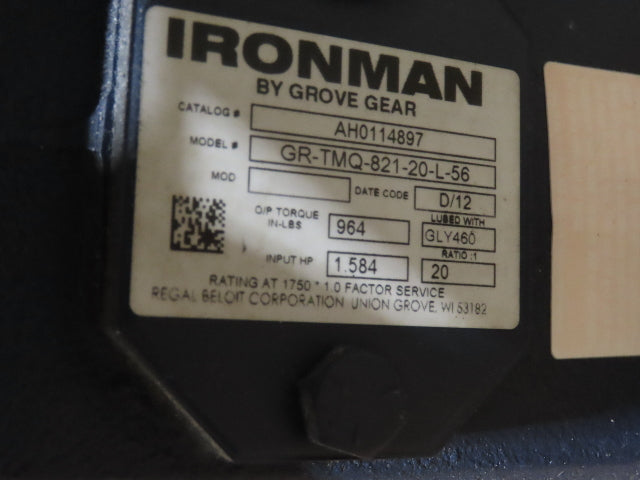 IRONMAN
BY GROVE GEAR
CATALOG # AH0114897
MODEL # GR-TMQ-821-20-L-56
MOD DATE CODE D/12
O/P TORQUE IN-LBS 964 LUBED WITH GLY460
INPUT HP 1.584 RATIO :1 20
RATING AT 1750 * 1.0 FACTOR SERVICE
REGAL BELOIT CORPORATION UNION GROVE, WI 53182